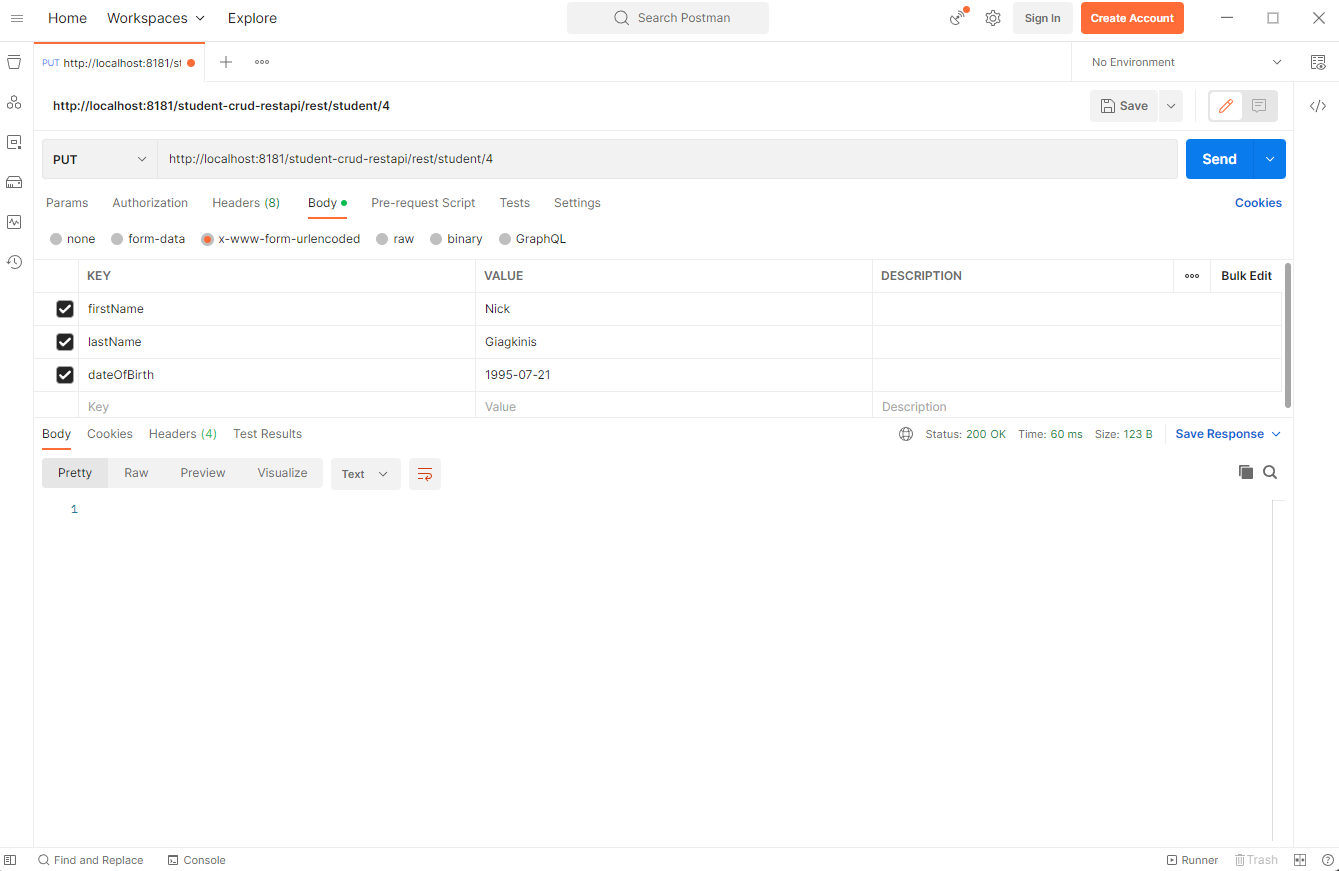 Home Workspaces Explore Search Postman Sign In Create Account
PUT http://localhost:8181/st No Environment
http://localhost:8181/student-crud-restapi/rest/student/4 Save
PUT http://localhost:8181/student-crud-restapi/rest/student/4 Send
Params Authorization Headers (8) Body Pre-request Script Tests Settings Cookies
none form-data x-www-form-urlencoded raw binary GraphQL
KEY VALUE DESCRIPTION Bulk Edit
firstName Nick
lastName Giagkinis
dateOfBirth 1995-07-21
Key Value Description
Body Cookies Headers (4) Test Results Status: 200 OK Time: 60 ms Size: 123 B Save Response
Pretty Raw Preview Visualize Text
1
Find and Replace Console Runner Trash